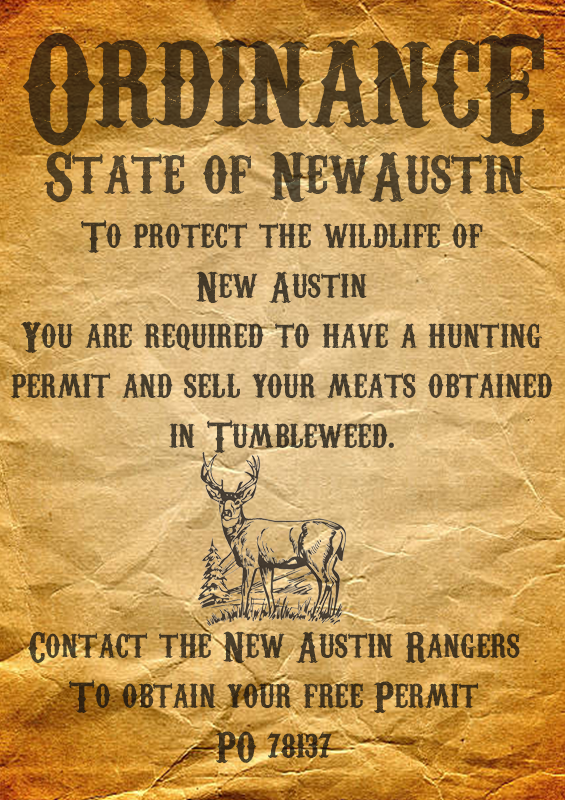 Ordinance
State of NewAustin
To protect the wildlife of
New Austin
You are required to have a hunting
permit and sell your meats obtained
in Tumbleweed.
Contact the New Austin Rangers
To obtain your free Permit
PO 78137